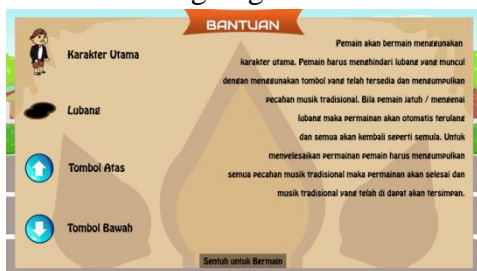 BANTUAN
Karakter Utama
Lubang
Tombol Atas
Tombol Bawah
Pemain akan bermain menggunakan
karakter utama. Pemain harus menghindari lubang yang muncul
dengan menggunakan tombol yang telah tersedia dan mengumpulkan
pecahan musik tradisional. Bila pemain jatuh / mengenai
lubang maka permainan akan otomatis terulang
dan semua akan kembali seperti semula. Untuk
menyelesaikan permainan pemain harus mengumpulkan
semua pecahan musik tradisional maka permainan akan selesai dan
musik tradisional yang telah di dapat akan tersimpan.
Sentuh untuk Bermain